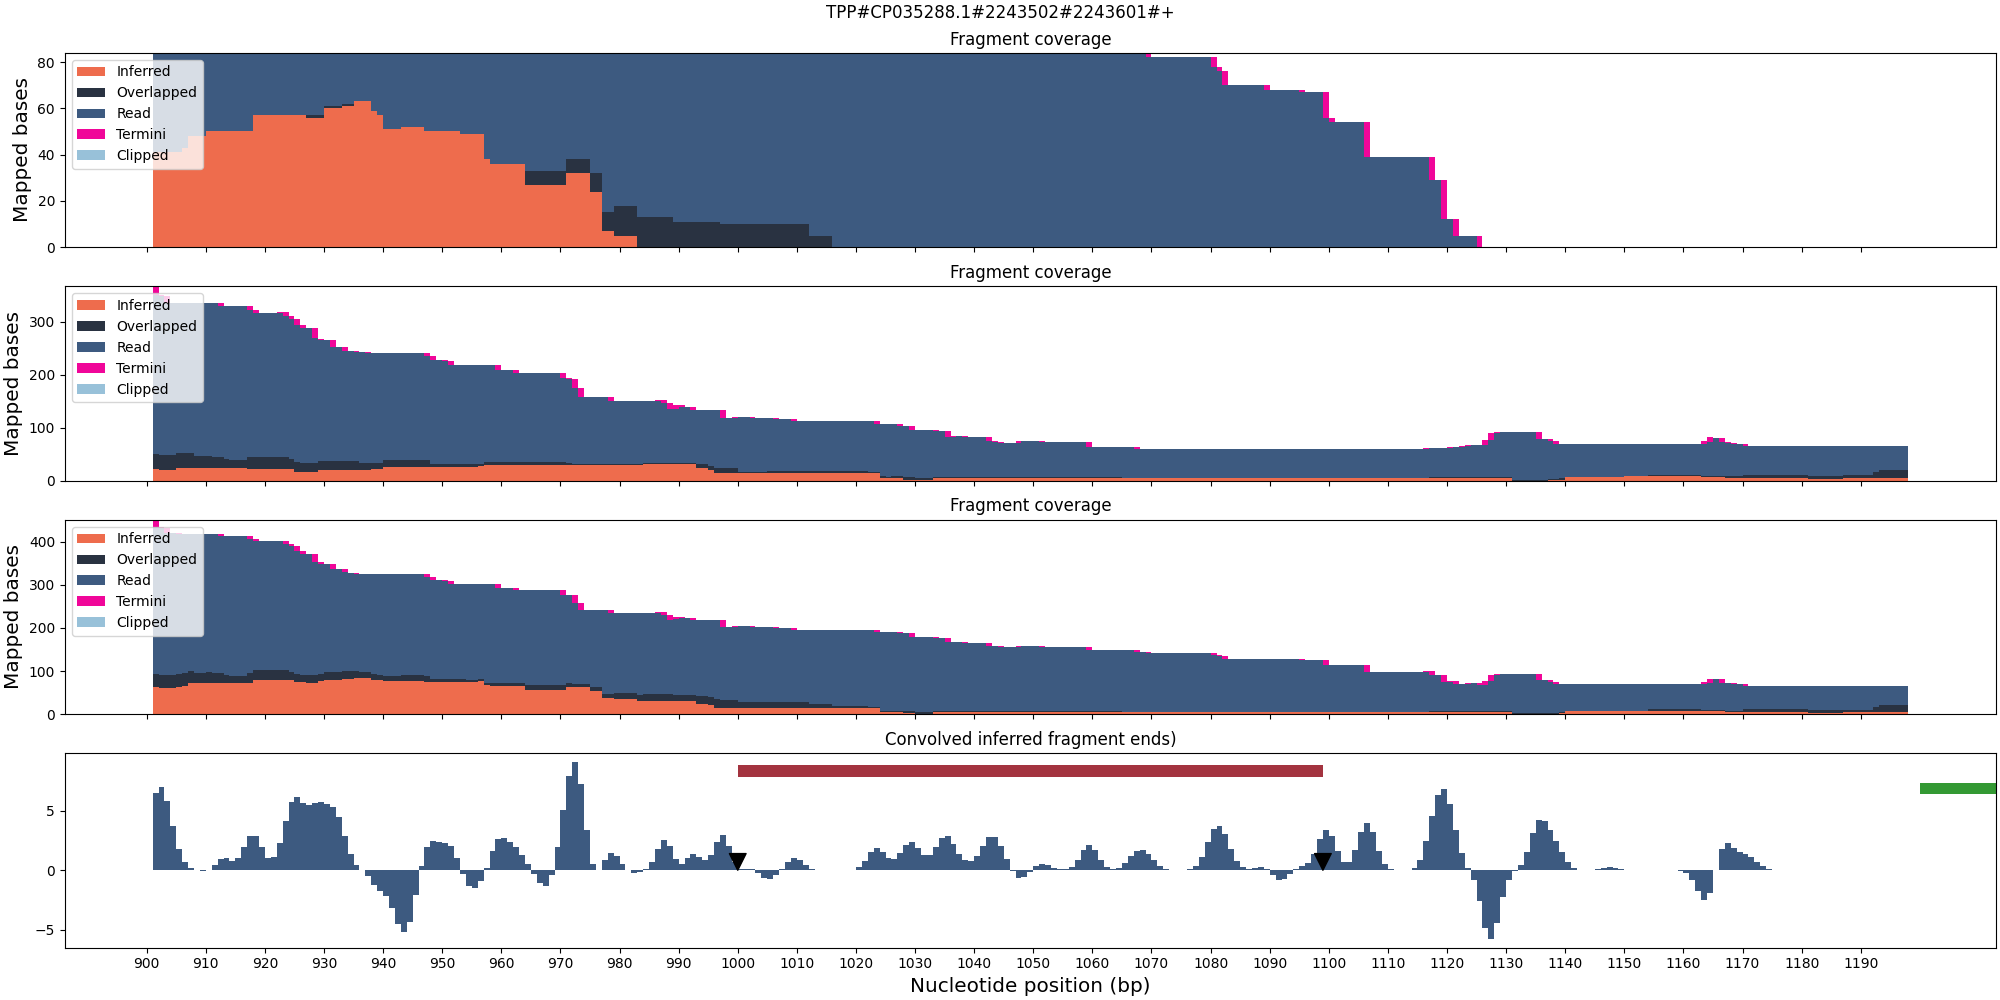 TPP#CP035288.1#2243502#2243601#+
Fragment coverage
Mapped bases
80
60
40
20
0
Inferred
Overlapped
Read
Termini
Clipped
Fragment coverage
Mapped bases
300
200
100
0
Inferred
Overlapped
Read
Termini
Clipped
Fragment coverage
Mapped bases
400
300
200
100
0
Inferred
Overlapped
Read
Termini
Clipped
Convolved inferred fragment ends)
5
0
−5
900 910 920 930 940 950 960 970 980 990 1000 1010 1020 1030 1040 1050 1060 1070 1080 1090 1100 1110 1120 1130 1140 1150 1160 1170 1180 1190
Nucleotide position (bp)